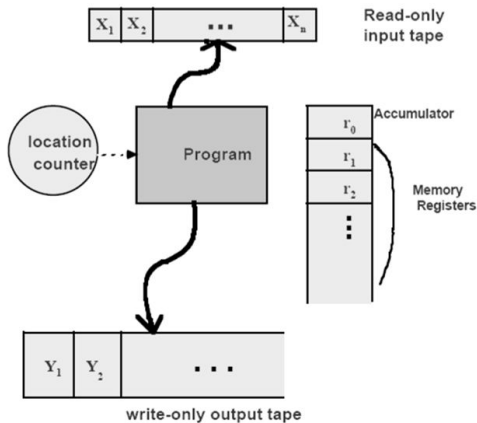 X1 X2 ... Xn
Read-only
input tape
location
counter
Program
Accumulator
r0
r1
r2
Memory
Registers
Y1 Y2 ...
write-only output tape